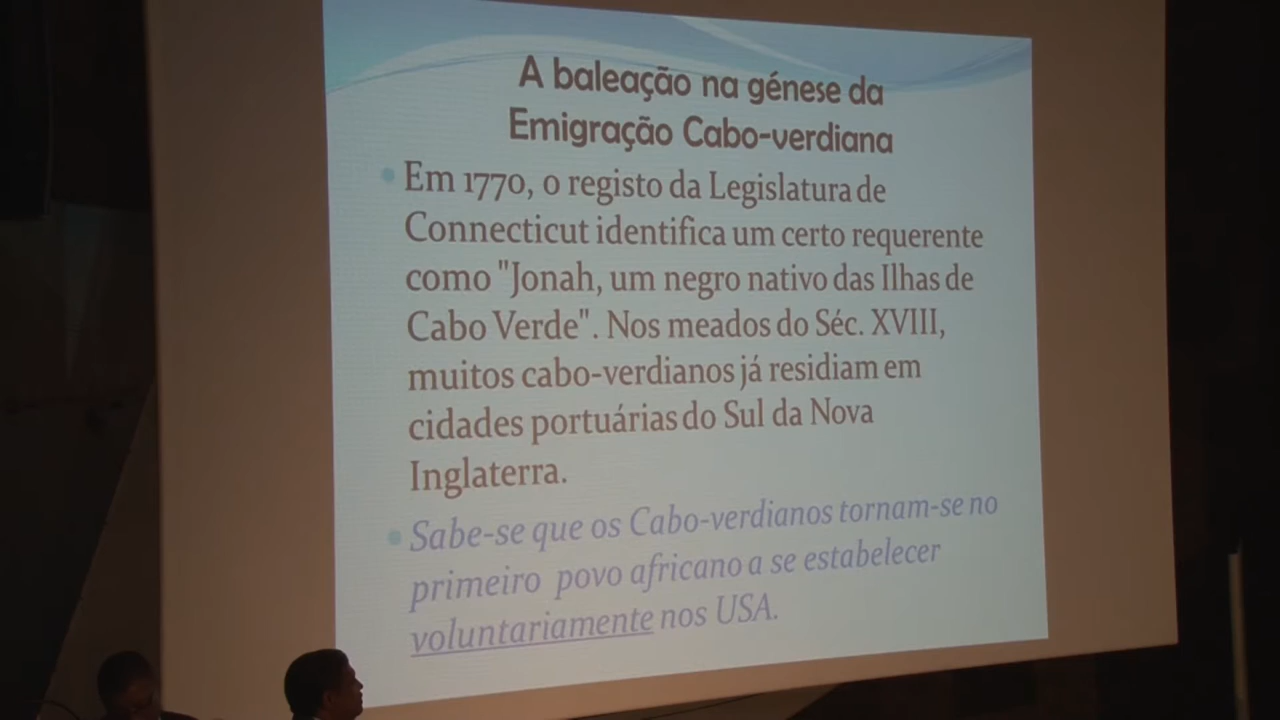 A baleação na génese da
Emigração Cabo-verdiana
Em 1770, o registo da Legislatura de
Connecticut identifica um certo requerente
como "Jonah, um negro nativo das Ilhas de
Cabo Verde". Nos meados do Séc. XVIII,
muitos cabo-verdianos já residiam em
cidades portuárias do Sul da Nova
Inglaterra.
Sabe-se que os Cabo-verdianos tornam-se no
primeiro povo africano a se estabelecer
voluntariamente nos USA.